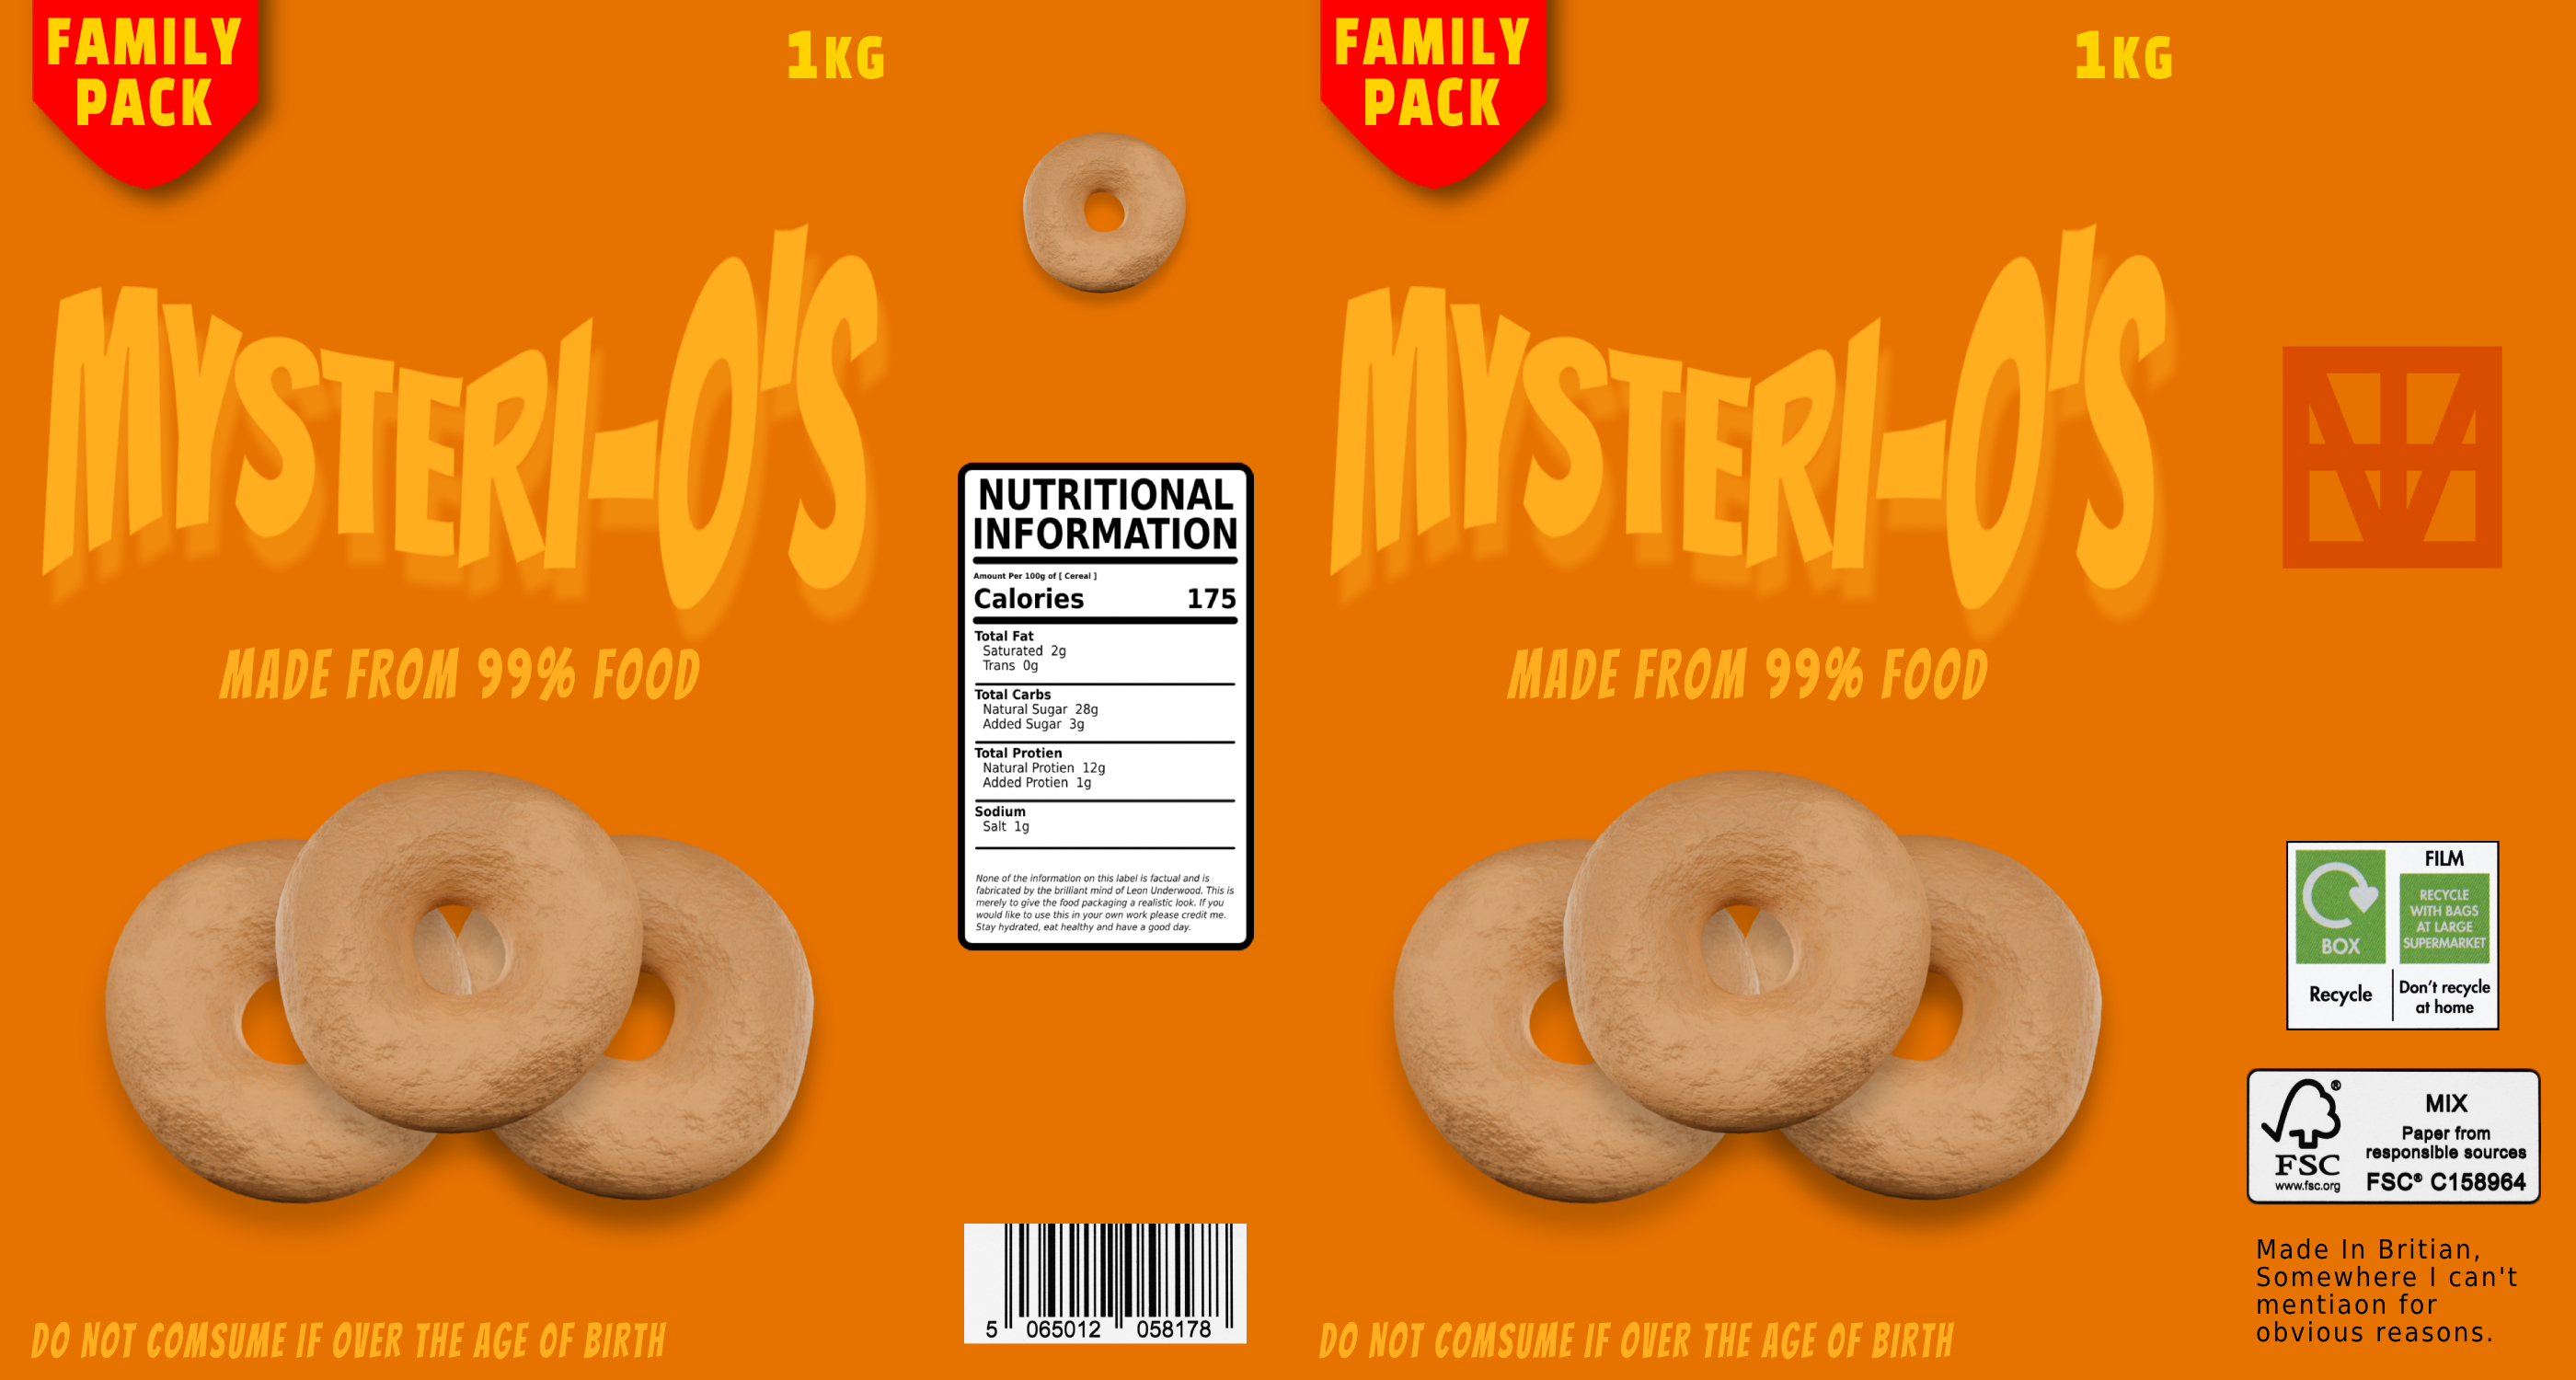 FAMILY
PACK
1KG
MYSTERI-O'S
MADE FROM 99% FOOD
DO NOT COMSUME IF OVER THE AGE OF BIRTH
NUTRITIONAL
INFORMATION
Amount Per 100g of [ Cereal ]
Calories 175
Total Fat
Saturated 2g
Trans 0g
Total Carbs
Natural Sugar 28g
Added Sugar 3g
Total Protien
Natural Protien 12g
Added Protien 1g
Sodium
Salt 1g
None of the information on this label is factual and is
fabricated by the brilliant mind of Leon Underwood. This is
merely to give the food packaging a realistic look. If you
would like to use this in your own work please credit me.
Stay hydrated, eat healthy and have a good day.
5 065012 058178
FAMILY
PACK
1KG
MYSTERI-O'S
MADE FROM 99% FOOD
DO NOT COMSUME IF OVER THE AGE OF BIRTH
BOX
Recycle
FILM
RECYCLE
WITH BAGS
AT LARGE
SUPERMARKET
Don't recycle
at home
FSC
www.fsc.org
®
MIX
Paper from
responsible sources
FSC® C158964
Made In Britian,
Somewhere I can't
mentiaon for
obvious reasons.